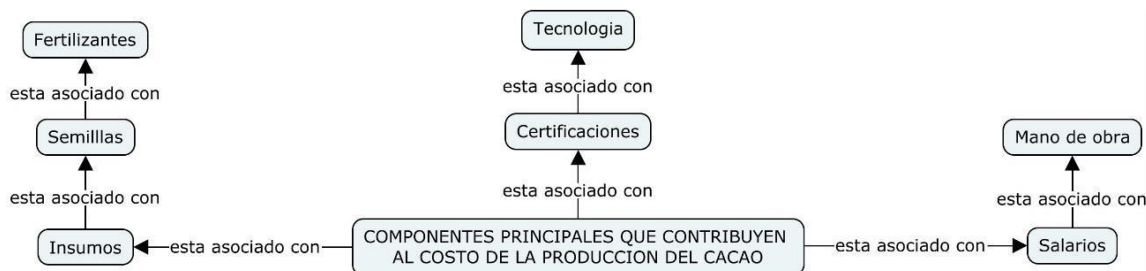 Tecnologia
Fertilizantes
esta asociado con
esta asociado con
Semilllas
Certificaciones
Mano de obra
esta asociado con
esta asociado con
esta asociado con
Insumos
esta asociado con
COMPONENTES PRINCIPALES QUE CONTRIBUYEN
AL COSTO DE LA PRODUCCION DEL CACAO
esta asociado con
Salarios